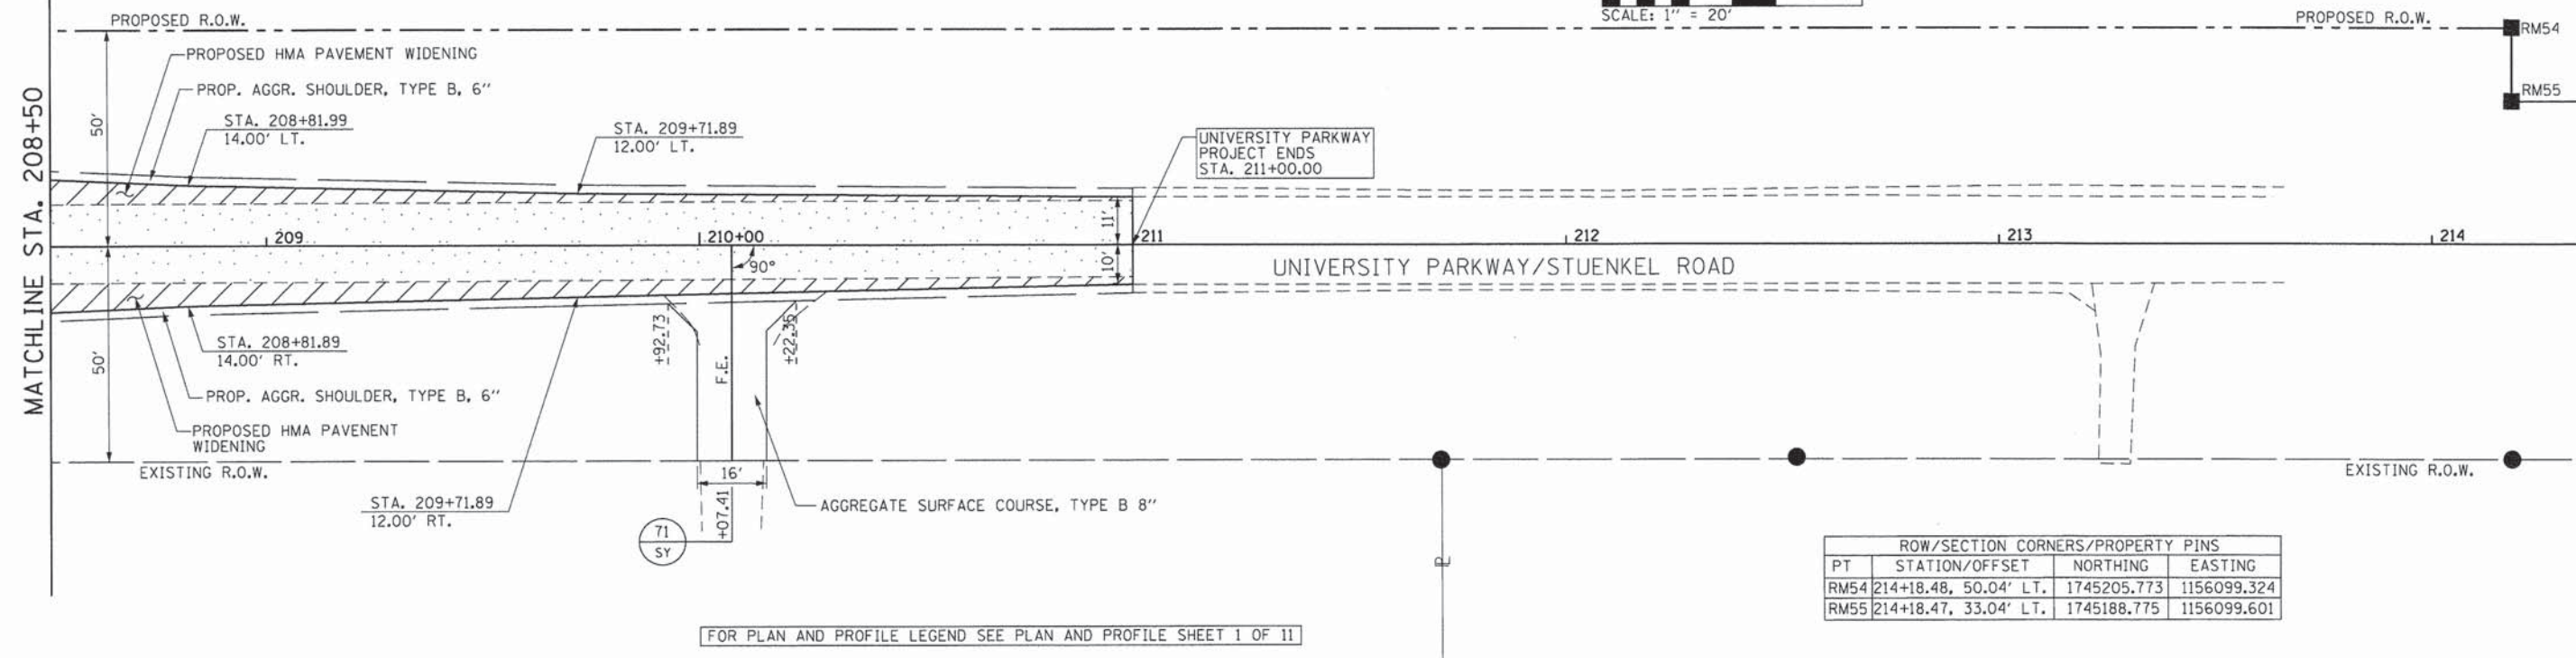 SCALE: 1" = 20'
PROPOSED R.O.W.
PROPOSED R.O.W.
RM54
PROPOSED HMA PAVEMENT WIDENING
PROP. AGGR. SHOULDER, TYPE B, 6"
RM55
MATCHLINE STA. 208+50
50'
STA. 208+81.99
14.00' LT.
STA. 209+71.89
12.00' LT.
UNIVERSITY PARKWAY
PROJECT ENDS
STA. 211+00.00
11'
209
210+00
211
212
213
214
90°
10'
UNIVERSITY PARKWAY/STUENKEL ROAD
+92.73
+22.35
F.E.
50'
STA. 208+81.89
14.00' RT.
PROP. AGGR. SHOULDER, TYPE B, 6"
PROPOSED HMA PAVENENT
WIDENING
EXISTING R.O.W.
EXISTING R.O.W.
16'
STA. 209+71.89
12.00' RT.
+07.41
AGGREGATE SURFACE COURSE, TYPE B 8"
71
SY
PL
ROW/SECTION CORNERS/PROPERTY PINS
PT STATION/OFFSET NORTHING EASTING
RM54 214+18.48, 50.04' LT. 1745205.773 1156099.324
RM55 214+18.47, 33.04' LT. 1745188.775 1156099.601
FOR PLAN AND PROFILE LEGEND SEE PLAN AND PROFILE SHEET 1 OF 11